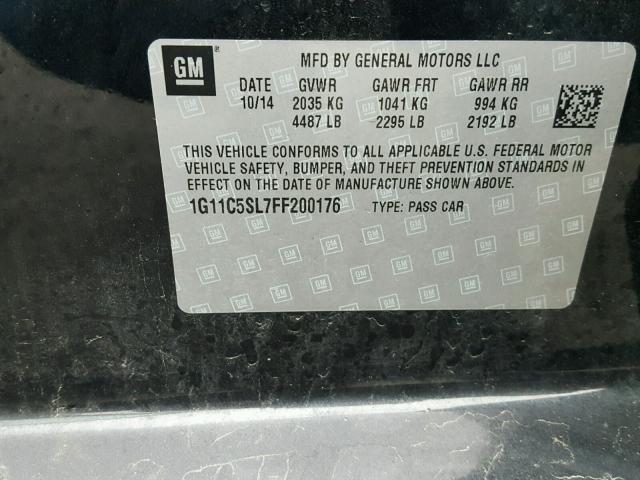 GM
MFD BY GENERAL MOTORS LLC
DATE GVWR GAWR FRT GAWR RR
10/14 2035 KG 1041 KG 994 KG
4487 LB 2295 LB 2192 LB
THIS VEHICLE CONFORMS TO ALL APPLICABLE U.S. FEDERAL MOTOR
VEHICLE SAFETY, BUMPER, AND THEFT PREVENTION STANDARDS IN
EFFECT ON THE DATE OF MANUFACTURE SHOWN ABOVE.
1G11C5SL7FF200176 TYPE: PASS CAR